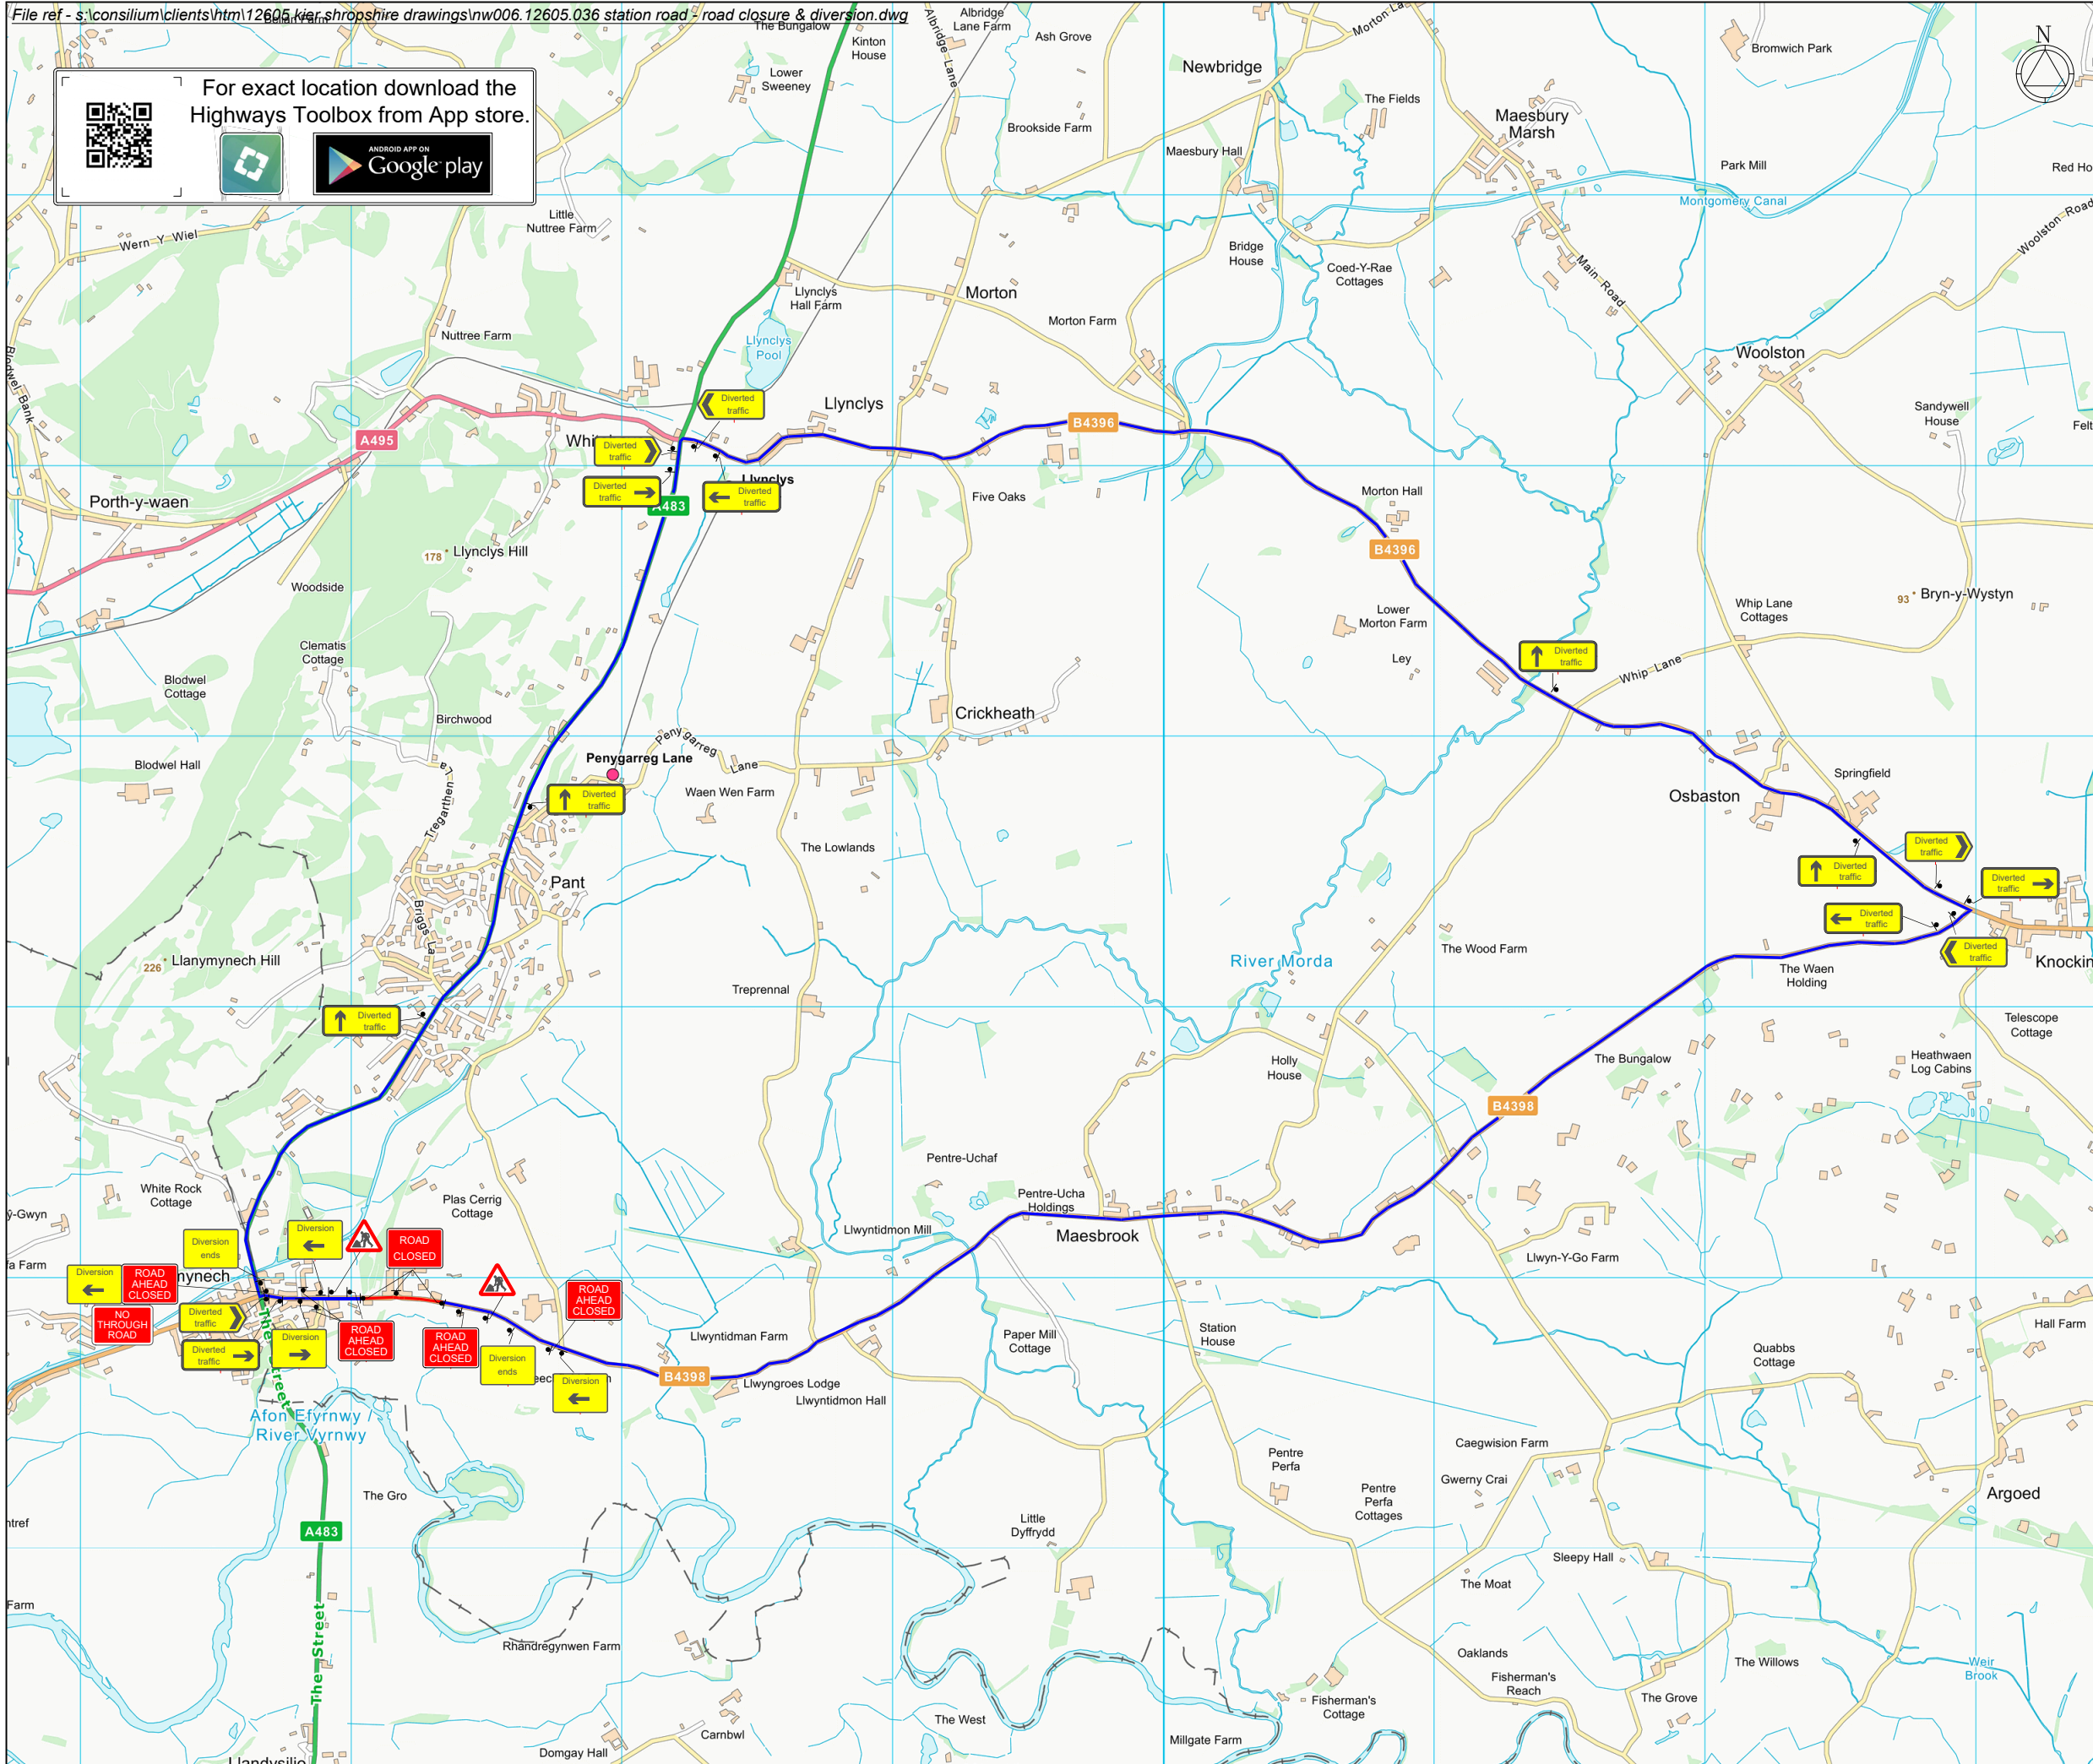 File ref - s:\consilium\clients\htm\12605 kier shropshire drawings\nw006.12605.036 station road - road closure & diversion.dwg
For exact location download the
Highways Toolbox from App store.
ANDROID APP ON
Google play
The Bungalow
Kinton
House
Albridge Lane
Albridge
Lane Farm
Ash Grove
Newbridge
Bromwich Park
N
Lower
Sweeney
The Fields
Maesbury
Marsh
Brookside Farm
Maesbury Hall
Park Mill
Montgomery Canal
Woolston Road
Little
Nuttree Farm
Wern Y Wiel
Bridge
House
Coed-Y-Rae
Cottages
Main Road
Llynclys
Hall Farm
Morton
Morton Farm
Nuttree Farm
Llynclys
Pool
Woolston
Blodwel Bank
Diverted
traffic
Llynclys
Sandywell
House
A495
B4396
Diverted
traffic
Llynclys
Diverted
traffic
Diverted
traffic
A483
Five Oaks
Morton Hall
Porth-y-waen
178
Llynclys Hill
B4396
Woodside
93
Bryn-y-Wystyn
Whip Lane
Cottages
Lower
Morton Farm
Clematis
Cottage
Ley
Diverted
traffic
Whip Lane
Blodwel
Cottage
Birchwood
Crickheath
Penygarreg
Lane
Penygarreg Lane
Blodwel Hall
Tregarthen La
Waen Wen Farm
Diverted
traffic
Springfield
Osbaston
The Lowlands
Diverted
traffic
Diverted
traffic
Diverted
traffic
Pant
Briggs La
Diverted
traffic
226
Llanymynech Hill
River Morda
The Wood Farm
Diverted
traffic
The Waen
Holding
Treprennal
Diverted
traffic
Telescope
Cottage
Holly
House
The Bungalow
Heathwaen
Log Cabins
B4398
Pentre-Uchaf
White Rock
Cottage
Plas Cerrig
Cottage
Pentre-Ucha
Holdings
Llwyntidmon Mill
Maesbrook
Diversion
ends
Diversion
ROAD
CLOSED
Llwyn-Y-Go Farm
Diversion
ROAD
AHEAD
CLOSED
NO
THROUGH
ROAD
Diverted
traffic
Diverted
traffic
Diversion
ROAD
AHEAD
CLOSED
ROAD
AHEAD
CLOSED
ROAD
AHEAD
CLOSED
Diversion
ends
Diversion
B4398
Llwyntidman Farm
Paper Mill
Cottage
Station
House
Hall Farm
Quabbs
Cottage
Llwyngroes Lodge
Llwyntidmon Hall
Afon Efyrnwy /
River Vyrnwy
Caegwision Farm
Pentre
Perfa
Gwerny Crai
The Gro
Pentre
Perfa
Cottages
Argoed
A483
Little
Dyffrydd
Sleepy Hall
The Moat
The Street
Rhandregynwen Farm
Oaklands
Fisherman's
Reach
The Willows
Weir
Brook
The Grove
Fisherman's
Cottage
The West
Carnbwl
Millgate Farm
Domgay Hall